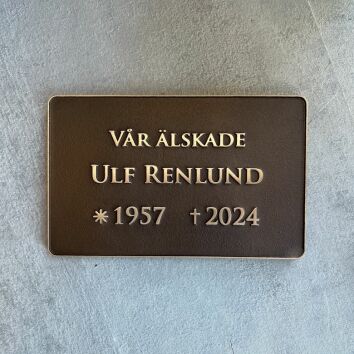 VÅR ÄLSKADE
ULF RENLUND
*1957 †2024